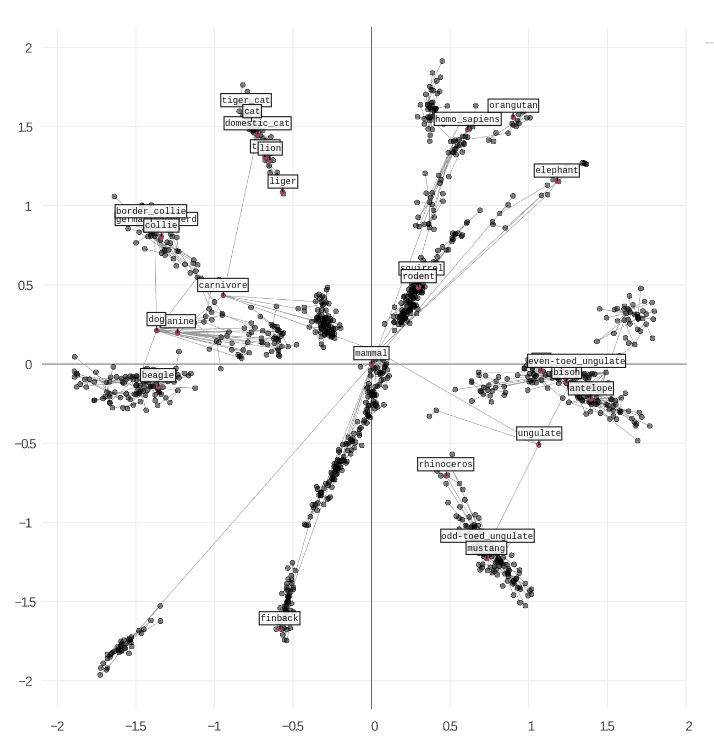 2
tiger_cat
cat
orangutan
domestic_cat
homo_sapiens
1.5
lion
elephant
liger
1
border_collie
collie
squirrel
rodent
carnivore
0.5
dog
mammal
0
even-toed_ungulate
bison
beagle
antelope
ungulate
−0.5
rhinoceros
−1
odd-toed_ungulate
mustang
−1.5
finback
−2
−2 −1.5 −1 −0.5 0 0.5 1 1.5 2